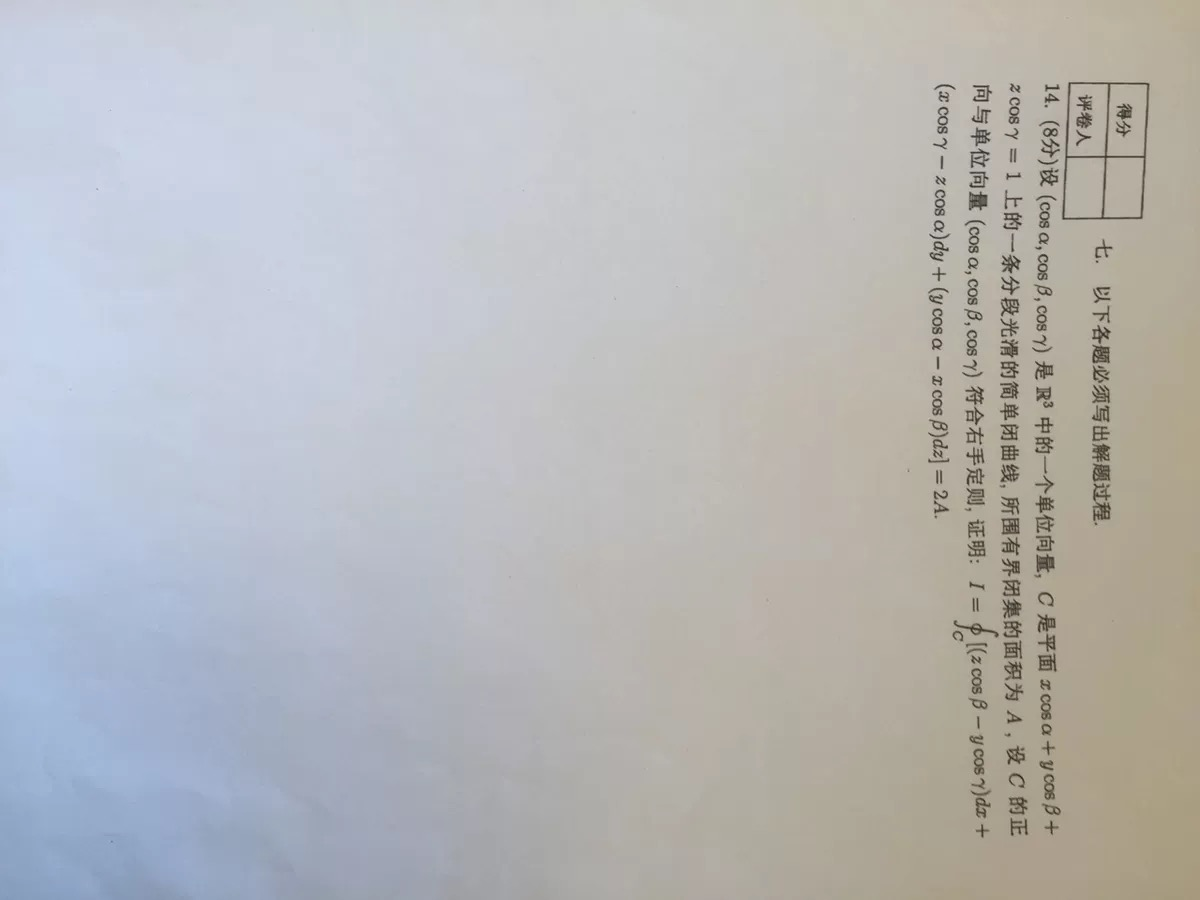 得分
评卷人
七. 以下各题必须写出解题过程.
14. (8分)设 (cos α, cos β, cos γ) 是 ℝ³ 中的一个单位向量, C 是平面 x cos α + y cos β +
z cos γ = 1 上的一条分段光滑的简单闭曲线, 所围有界闭集的面积为 A , 设 C 的正
向与单位向量 (cos α, cos β, cos γ) 符合右手定则, 证明: I = ∮_C [(z cos β − y cos γ)dx +
(x cos γ − z cos α)dy + (y cos α − x cos β)dz] = 2A.